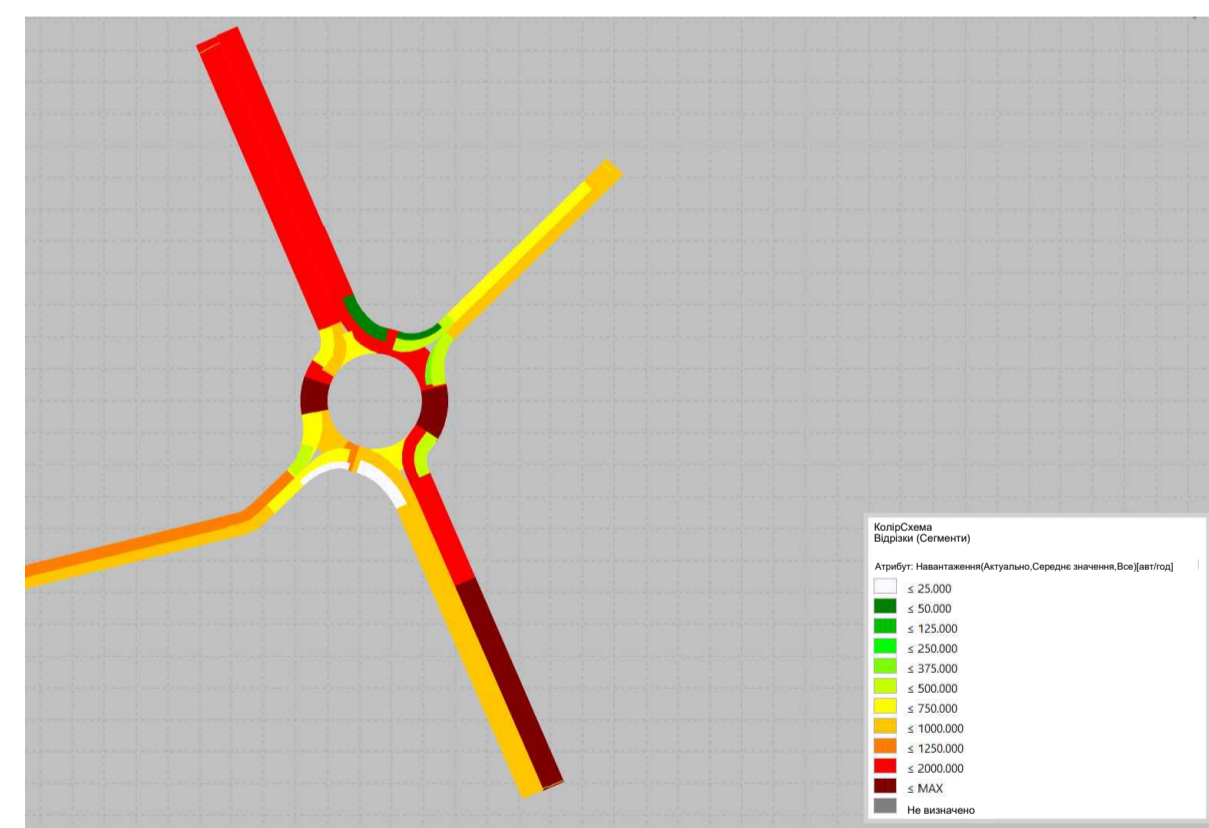 КолірСхема
Відрізки (Сегменти)
Атрибут: Навантаження(Актуально,Середнє значення,Все)[авт/год]
≤ 25.000
≤ 50.000
≤ 125.000
≤ 250.000
≤ 375.000
≤ 500.000
≤ 750.000
≤ 1000.000
≤ 1250.000
≤ 2000.000
≤ MAX
Не визначено